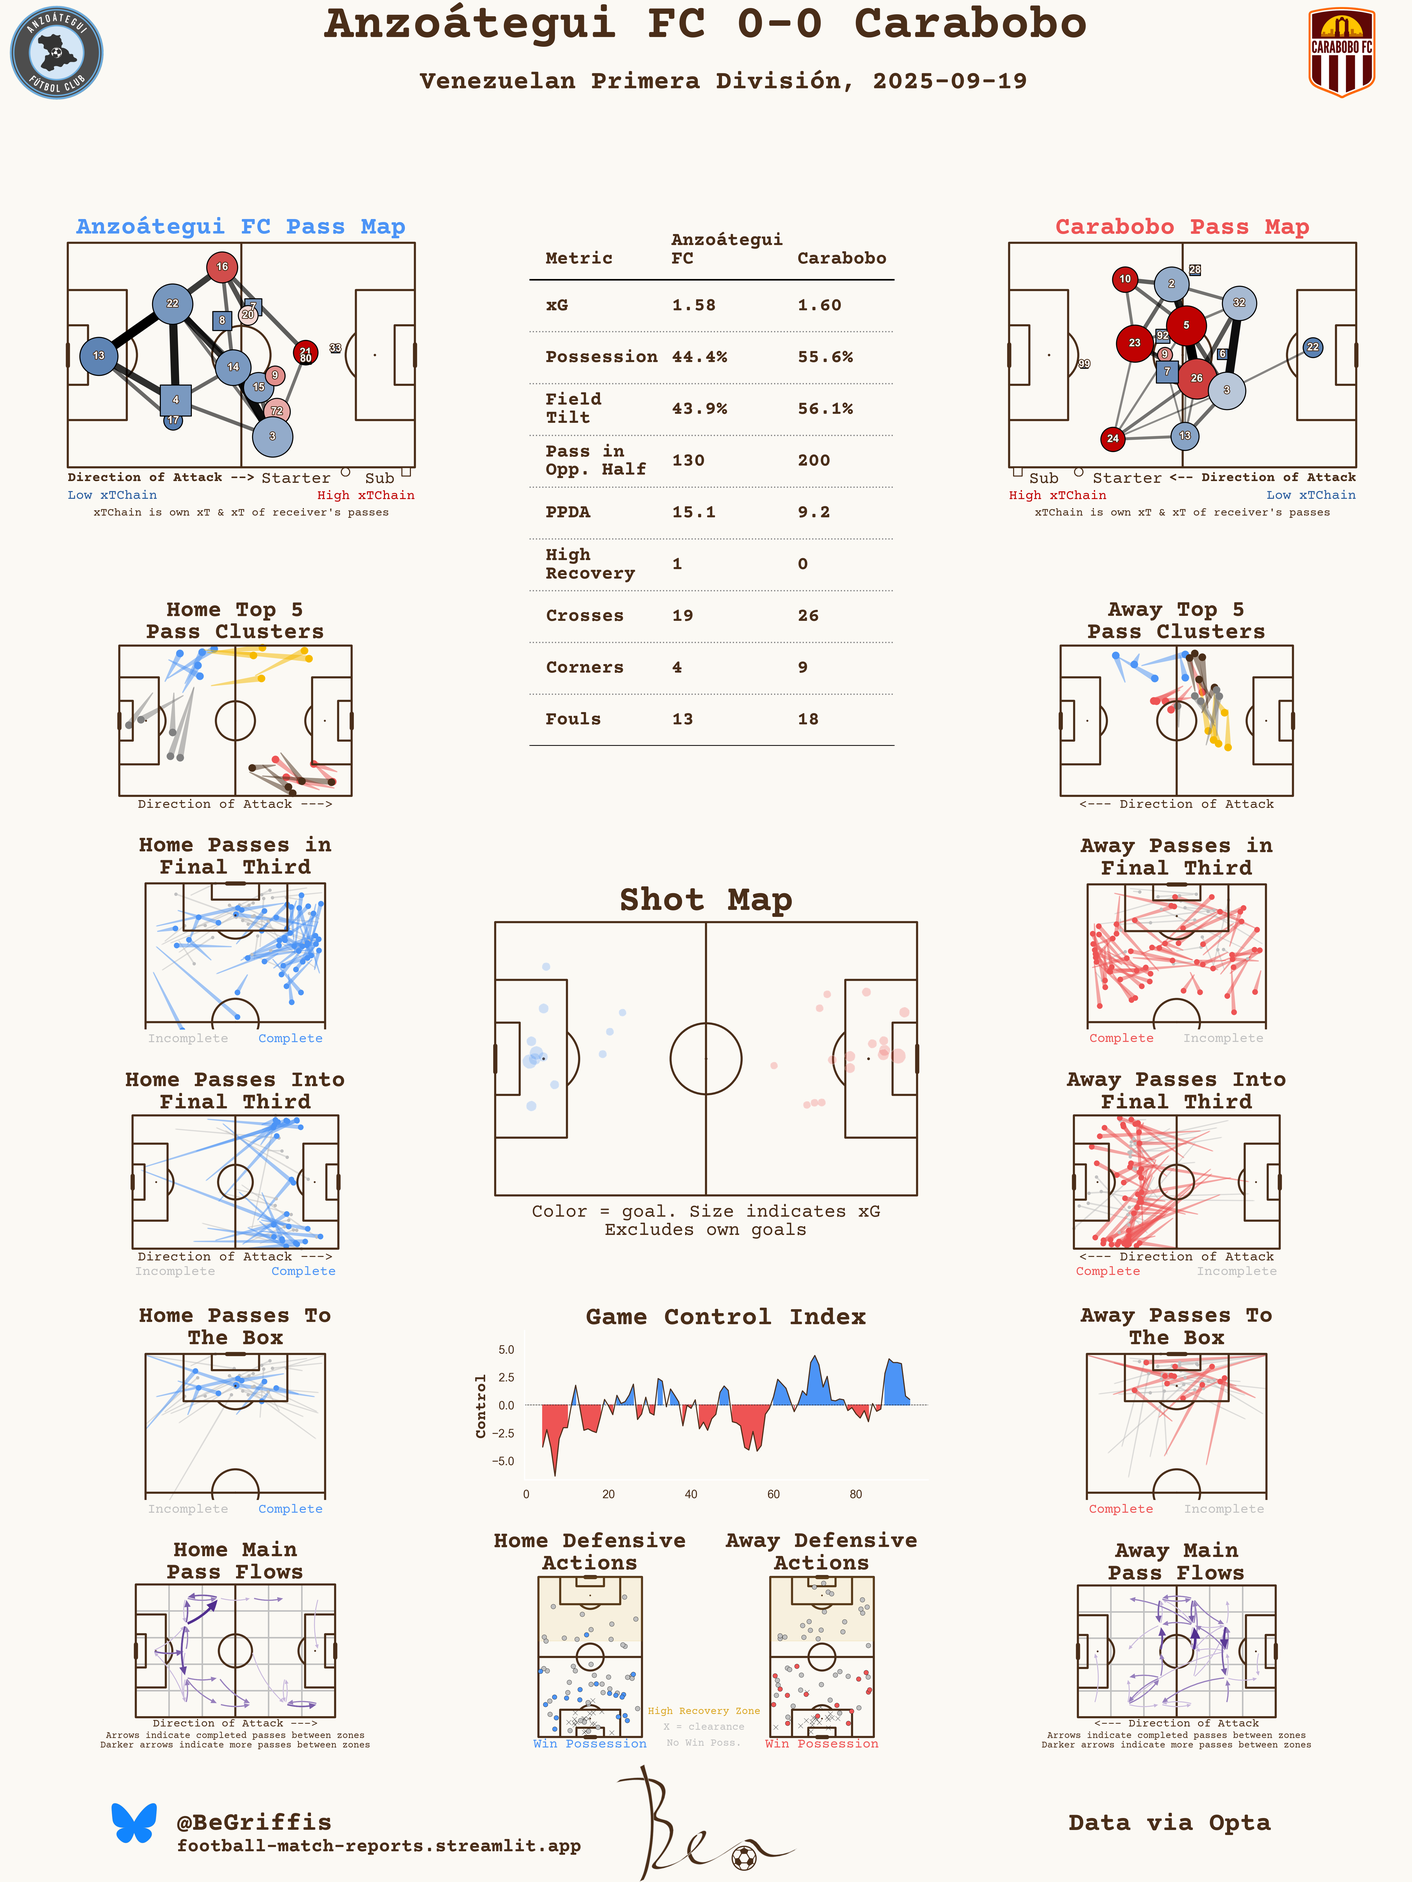 Anzoátegui FC 0-0 Carabobo
Venezuelan Primera División, 2025-09-19
ANZOÁTEGUI
FÚTBOL CLUB
CARABOBO FC
Anzoátegui FC Pass Map
16
22
7
20
8
13
21
80
33
14
9
15
4
72
17
3
Direction of Attack --> Starter Sub
Low xTChain High xTChain
xTChain is own xT & xT of receiver's passes
Metric Anzoátegui FC Carabobo
xG 1.58 1.60
Possession 44.4% 55.6%
Field Tilt 43.9% 56.1%
Pass in Opp. Half 130 200
PPDA 15.1 9.2
High Recovery 1 0
Crosses 19 26
Corners 4 9
Fouls 13 18
Carabobo Pass Map
28
10
2
32
5
92
23
22
9
6
99
7
26
3
24
13
Sub Starter <-- Direction of Attack
High xTChain Low xTChain
xTChain is own xT & xT of receiver's passes
Home Top 5
Pass Clusters
Direction of Attack --->
Away Top 5
Pass Clusters
<--- Direction of Attack
Home Passes in
Final Third
Incomplete Complete
Away Passes in
Final Third
Complete Incomplete
Shot Map
Color = goal. Size indicates xG
Excludes own goals
Home Passes Into
Final Third
Direction of Attack --->
Incomplete Complete
Away Passes Into
Final Third
<--- Direction of Attack
Complete Incomplete
Home Passes To
The Box
Incomplete Complete
Game Control Index
Control
5.0
2.5
0.0
−2.5
−5.0
0 20 40 60 80
Away Passes To
The Box
Complete Incomplete
Home Main
Pass Flows
Direction of Attack --->
Arrows indicate completed passes between zones
Darker arrows indicate more passes between zones
Home Defensive
Actions
Win Possession
High Recovery Zone
X = clearance
No Win Poss.
Away Defensive
Actions
Win Possession
Away Main
Pass Flows
<--- Direction of Attack
Arrows indicate completed passes between zones
Darker arrows indicate more passes between zones
@BeGriffis
football-match-reports.streamlit.app
Ben
Data via Opta